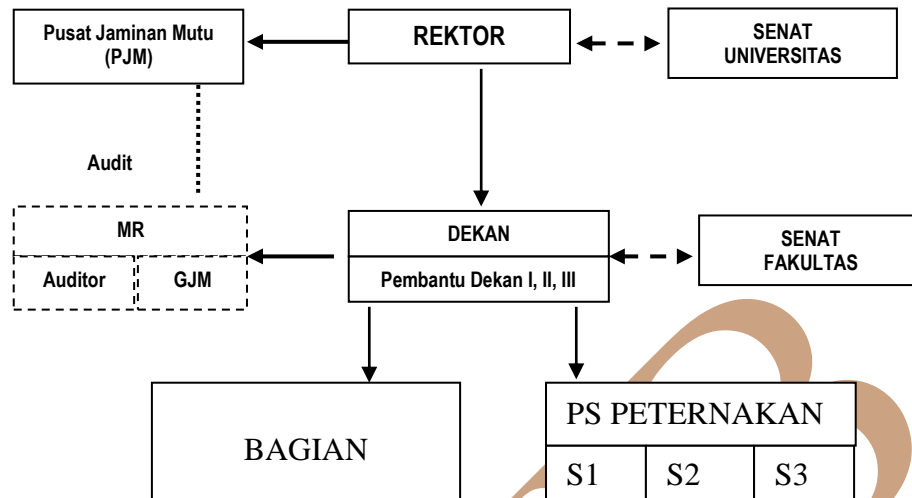 Pusat Jaminan Mutu
(PJM)
REKTOR
SENAT
UNIVERSITAS
Audit
MR
Auditor
GJM
DEKAN
Pembantu Dekan I, II, III
SENAT
FAKULTAS
BAGIAN
PS PETERNAKAN
S1
S2
S3